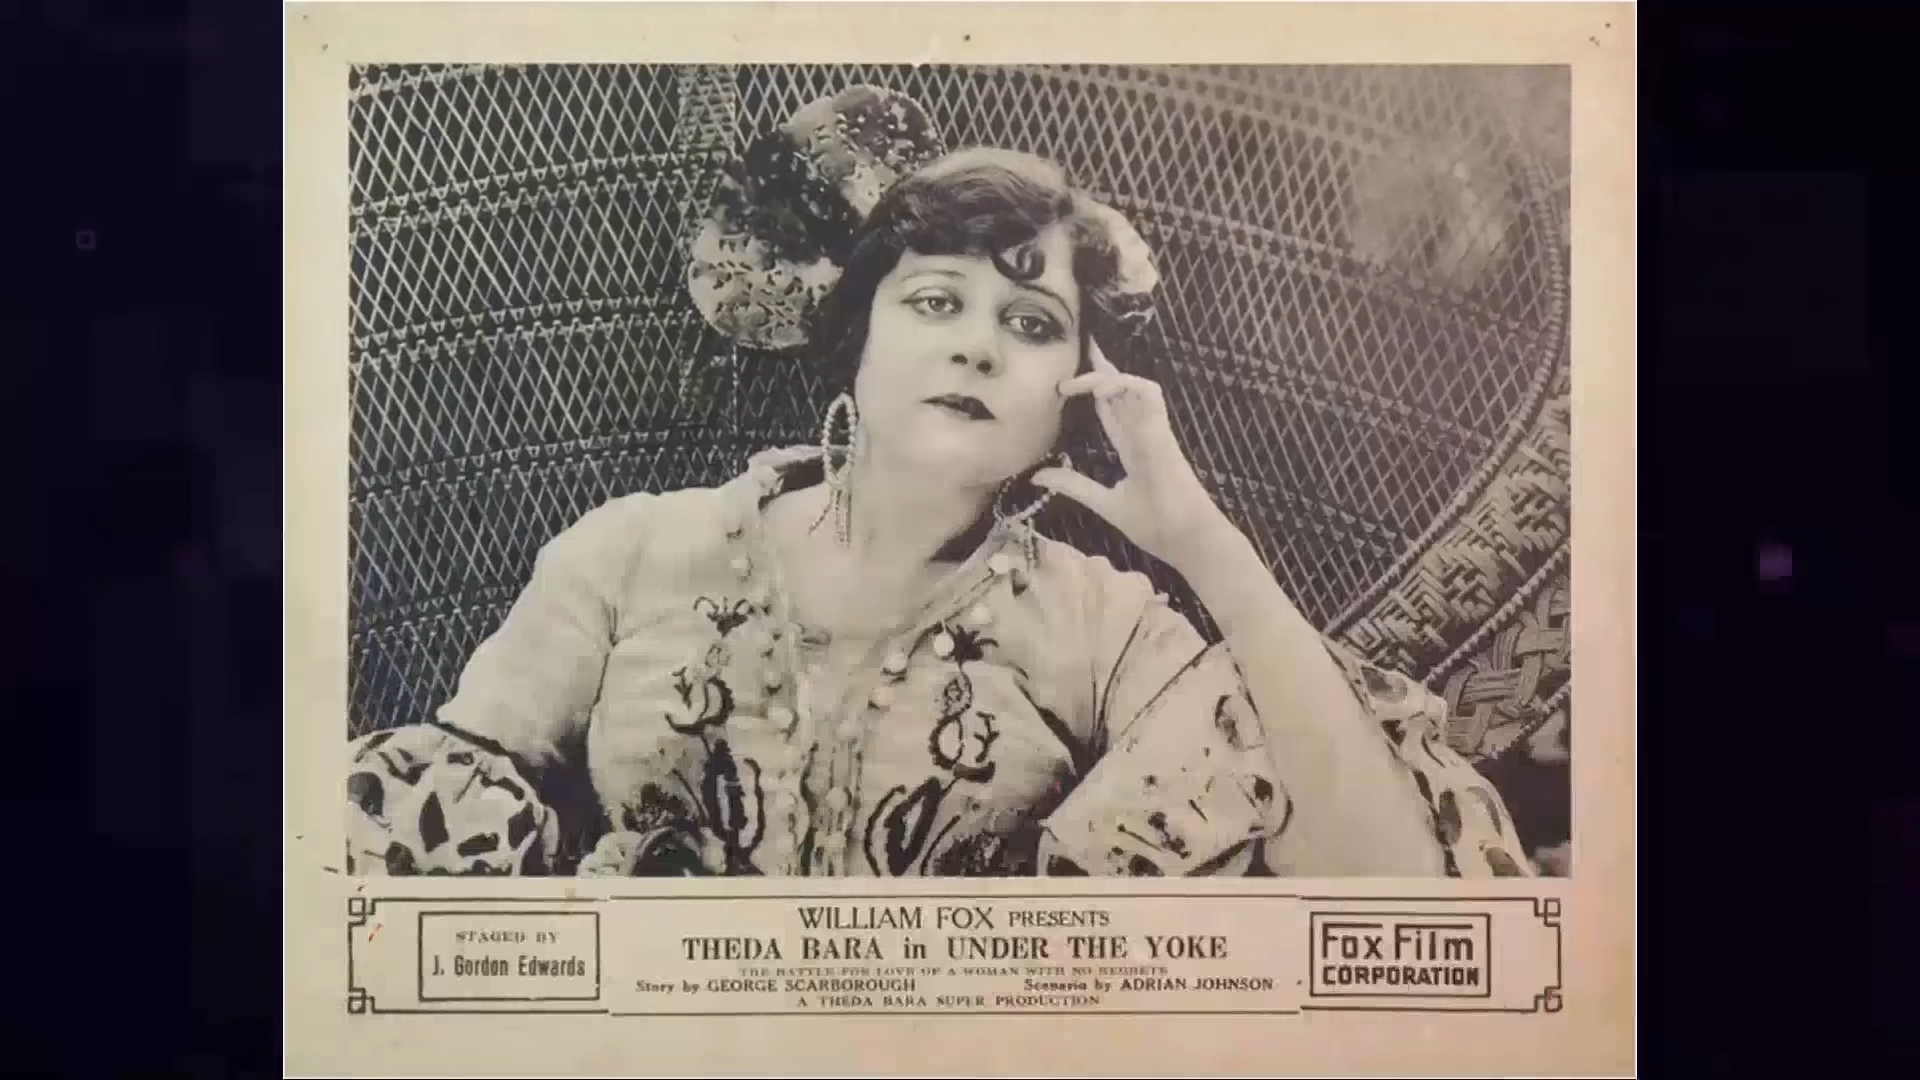 STAGED BY
J. Gordon Edwards
WILLIAM FOX PRESENTS
THEDA BARA in UNDER THE YOKE
THE BATTLE FOR LOVE OF A WOMAN WITH NO REGRETS
Story by GEORGE SCARBOROUGH Scenario by ADRIAN JOHNSON
A THEDA BARA SUPER PRODUCTION
Fox Film
CORPORATION